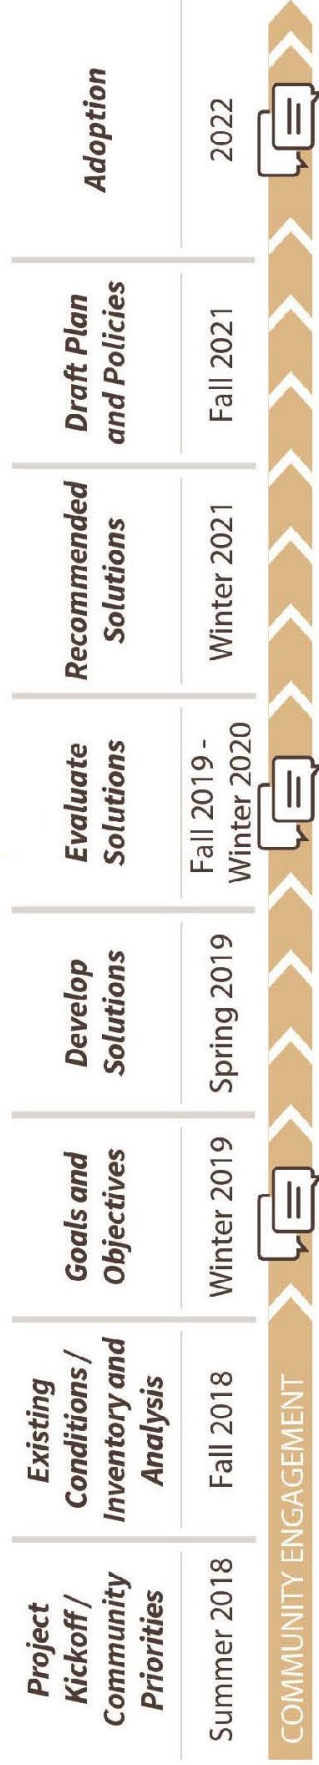 Project
Kickoff /
Community
Priorities
Summer 2018
Existing
Conditions /
Inventory and
Analysis
Fall 2018
Goals and
Objectives
Winter 2019
Develop
Solutions
Spring 2019
Evaluate
Solutions
Fall 2019 -
Winter 2020
Recommended
Solutions
Winter 2021
Draft Plan
and Policies
Fall 2021
Adoption
2022
COMMUNITY ENGAGEMENT